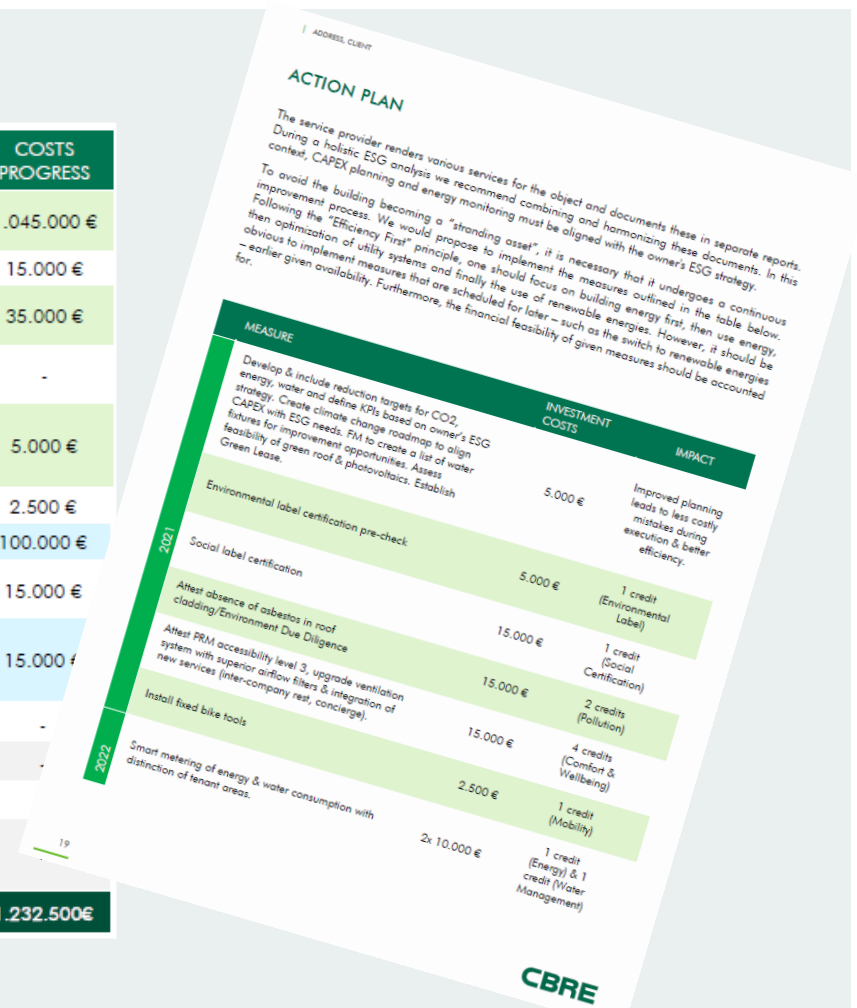 COSTS
PROGRESS
.045.000 €
15.000 €
35.000 €
-
5.000 €
2.500 €
100.000 €
15.000 €
15.000 €
-
-
.232.500€
ADDRESS, CLIENT
ACTION PLAN
The service provider renders various services for the object and documents these in separate reports.
During a holistic ESG analysis we recommend combining and harmonizing these documents. In this
context, CAPEX planning and energy monitoring must be aligned with the owner's ESG strategy.
To avoid the building becoming a "stranding asset", it is necessary that it undergoes a continuous
improvement process. We would propose to implement the measures outlined in the table below.
Following the "Efficiency First" principle, one should focus on building energy first, then use energy,
then optimization of utility systems and finally the use of renewable energies. However, it should be
obvious to implement measures that are scheduled for later – such as the switch to renewable energies
– earlier given availability. Furthermore, the financial feasibility of given measures should be accounted
for.
MEASURE
INVESTMENT
COSTS
IMPACT
2021
Develop & include reduction targets for CO2,
energy, water and define KPIs based on owner's ESG
strategy. Create climate change roadmap to align
CAPEX with ESG needs. FM to create a list of water
fixtures for improvement opportunities. Assess
feasibility of green roof & photovoltaics. Establish
Green Lease.
5.000 €
Improved planning
leads to less costly
mistakes during
execution & better
efficiency.
Environmental label certification pre-check
5.000 €
1 credit
(Environmental
Label)
Social label certification
15.000 €
1 credit
(Social
Certification)
Attest absence of asbestos in roof
cladding/Environment Due Diligence
15.000 €
2 credits
(Pollution)
Attest PRM accessibility level 3, upgrade ventilation
system with superior airflow filters & integration of
new services (inter-company rest, concierge).
15.000 €
4 credits
(Comfort &
Wellbeing)
Install fixed bike tools
2.500 €
1 credit
(Mobility)
2022
Smart metering of energy & water consumption with
distinction of tenant areas.
2x 10.000 €
1 credit
(Energy) & 1
credit (Water
Management)
19
CBRE